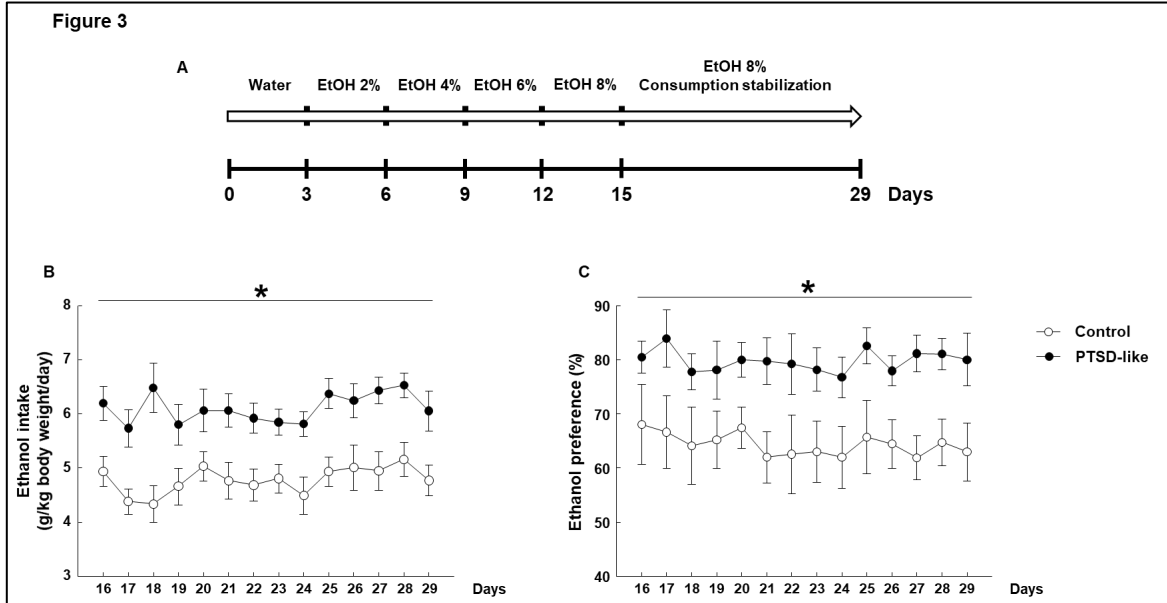 Figure 3
A
EtOH 8%
Water EtOH 2% EtOH 4% EtOH 6% EtOH 8% Consumption stabilization
0 3 6 9 12 15 29 Days
B
*
Ethanol intake
(g/kg body weight/day)
8
7
6
5
4
3
16 17 18 19 20 21 22 23 24 25 26 27 28 29 Days
C
*
Ethanol preference (%)
90
80
70
60
50
40
16 17 18 19 20 21 22 23 24 25 26 27 28 29 Days
Control
PTSD-like